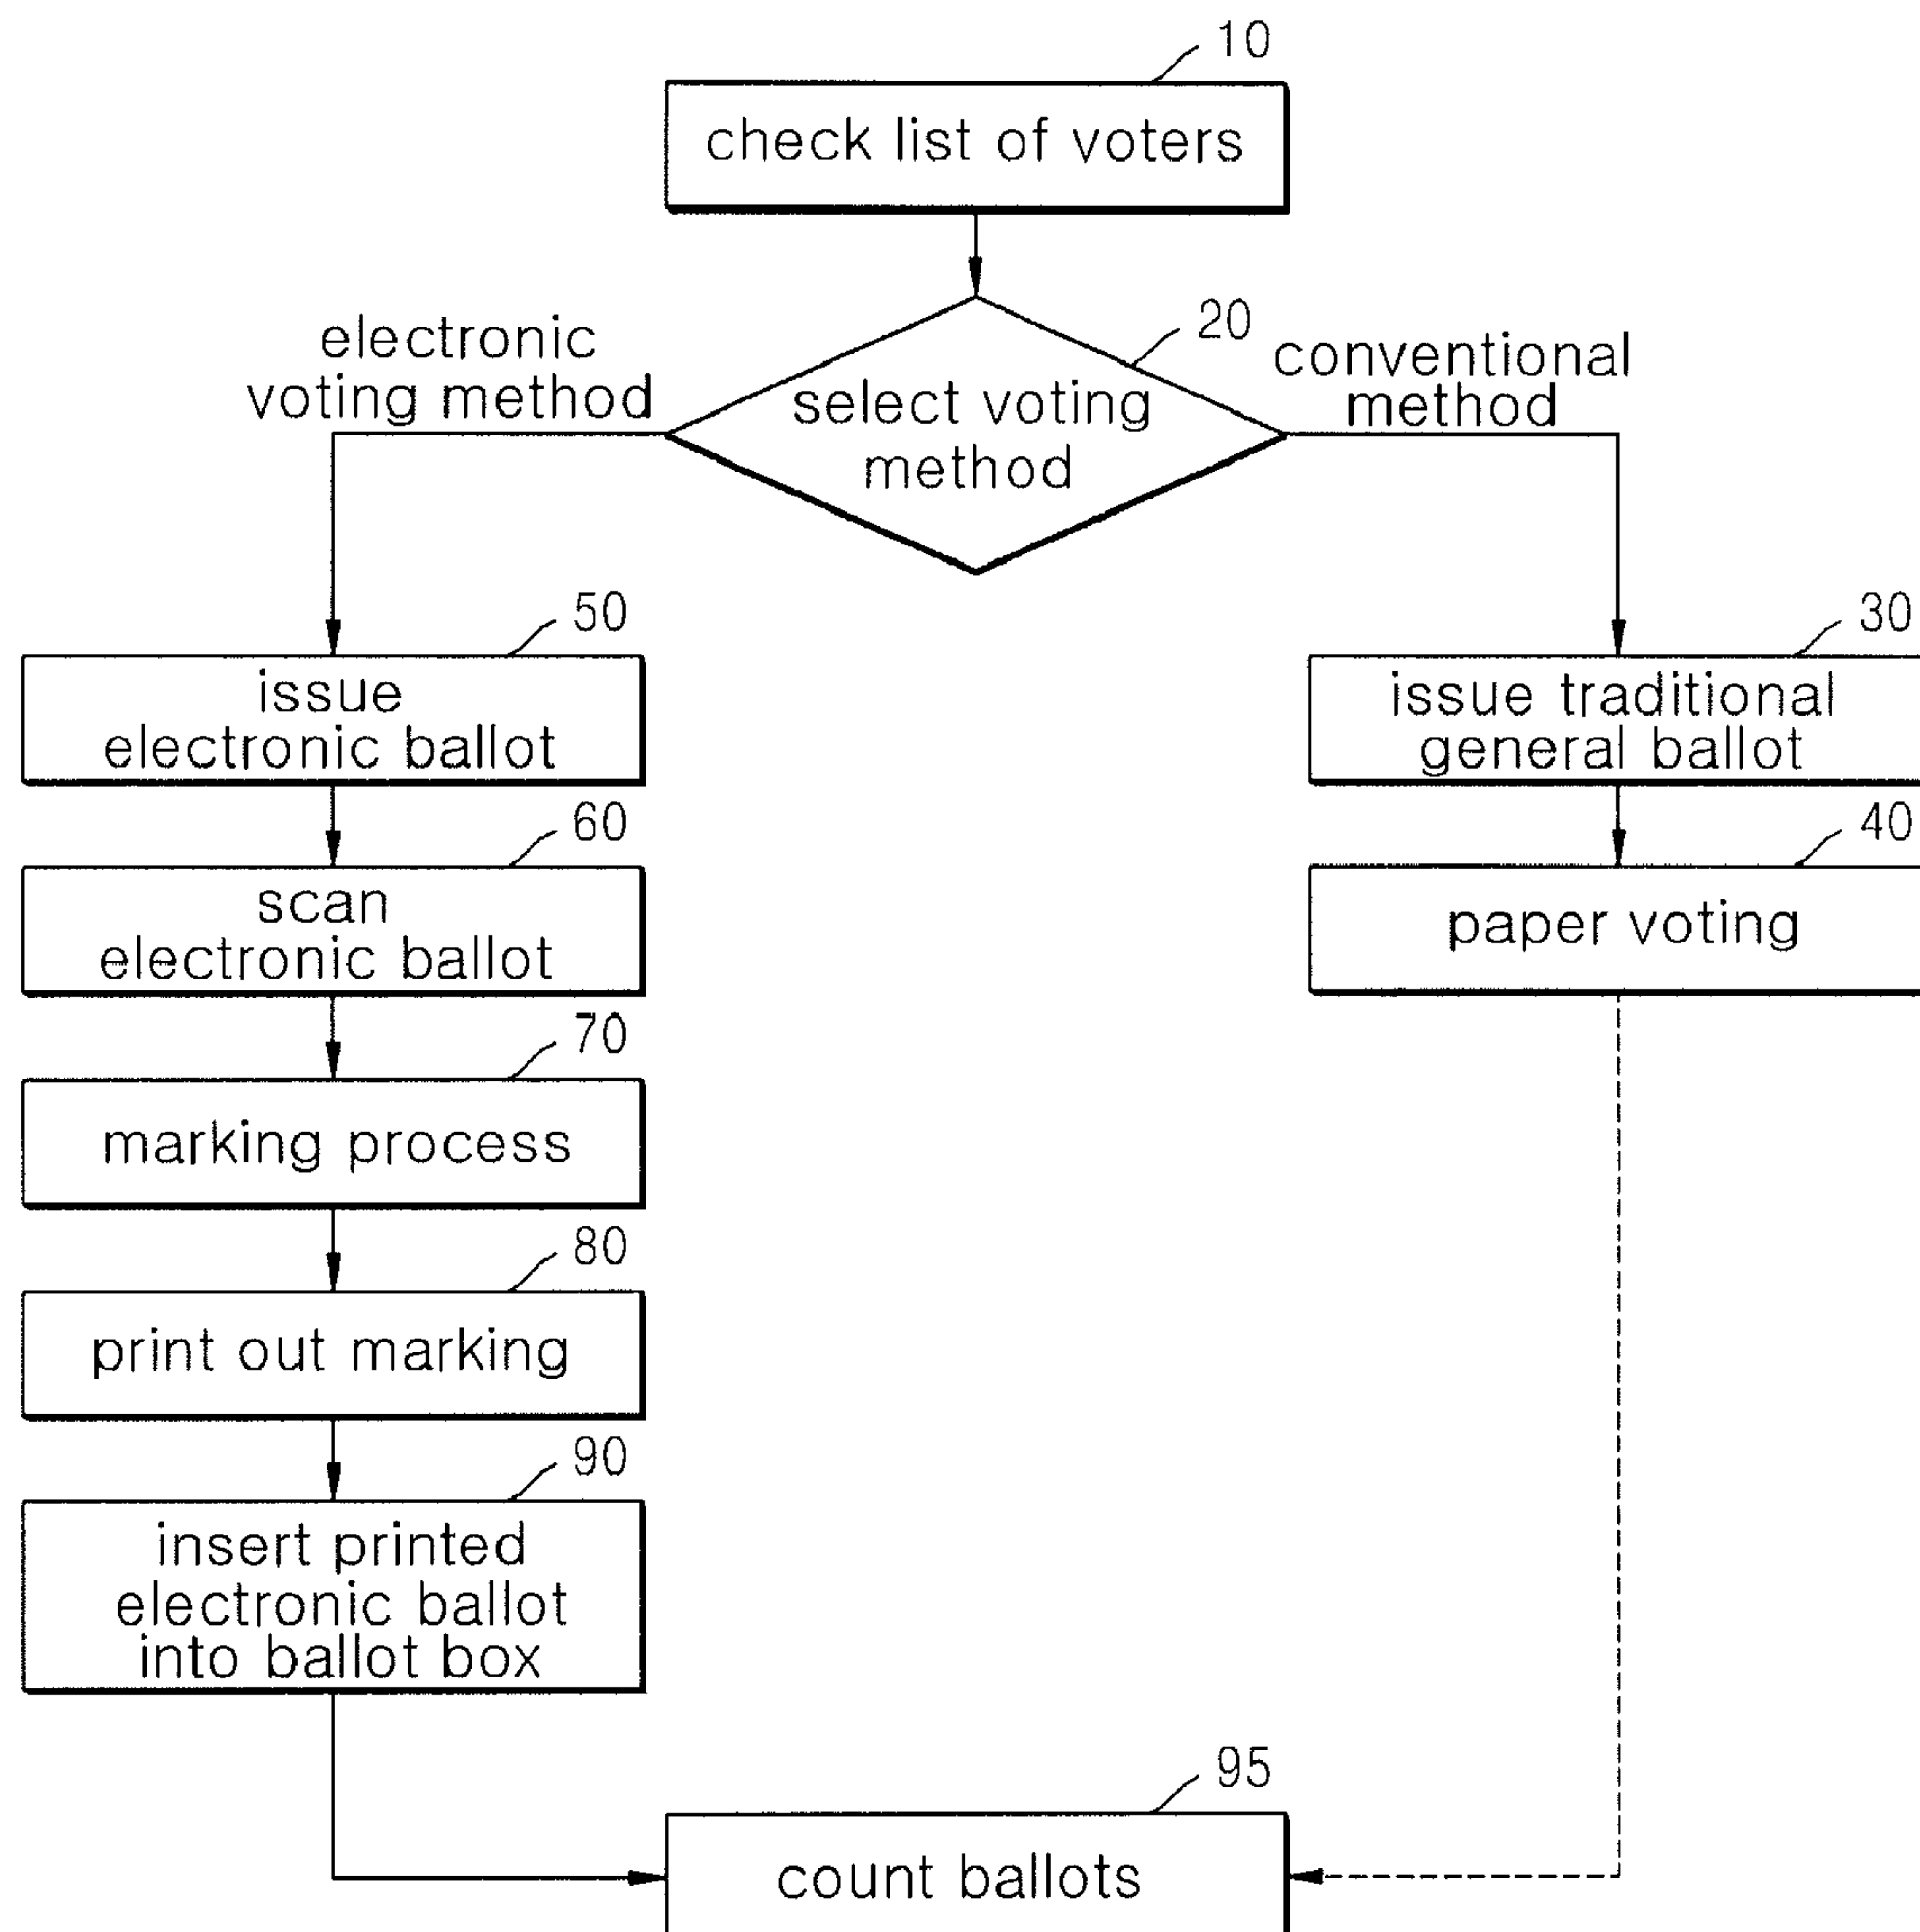 10
check list of voters
20
electronic
voting method
select voting
method
conventional
method
50
issue
electronic ballot
30
issue traditional
general ballot
60
scan
electronic ballot
40
paper voting
70
marking process
80
print out marking
90
insert printed
electronic ballot
into ballot box
95
count ballots